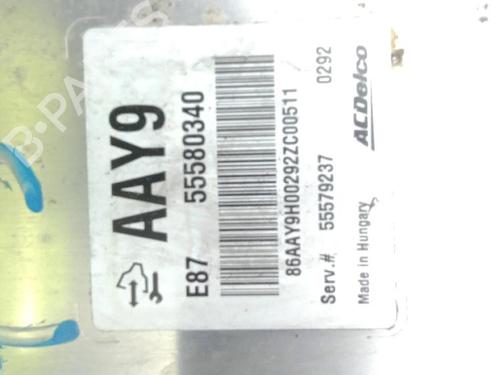 AAY9
E87 55580340
86AAY9H00292ZC00511
Serv.# 55579237 0292
Made in Hungary
ACDelco
B-Parts